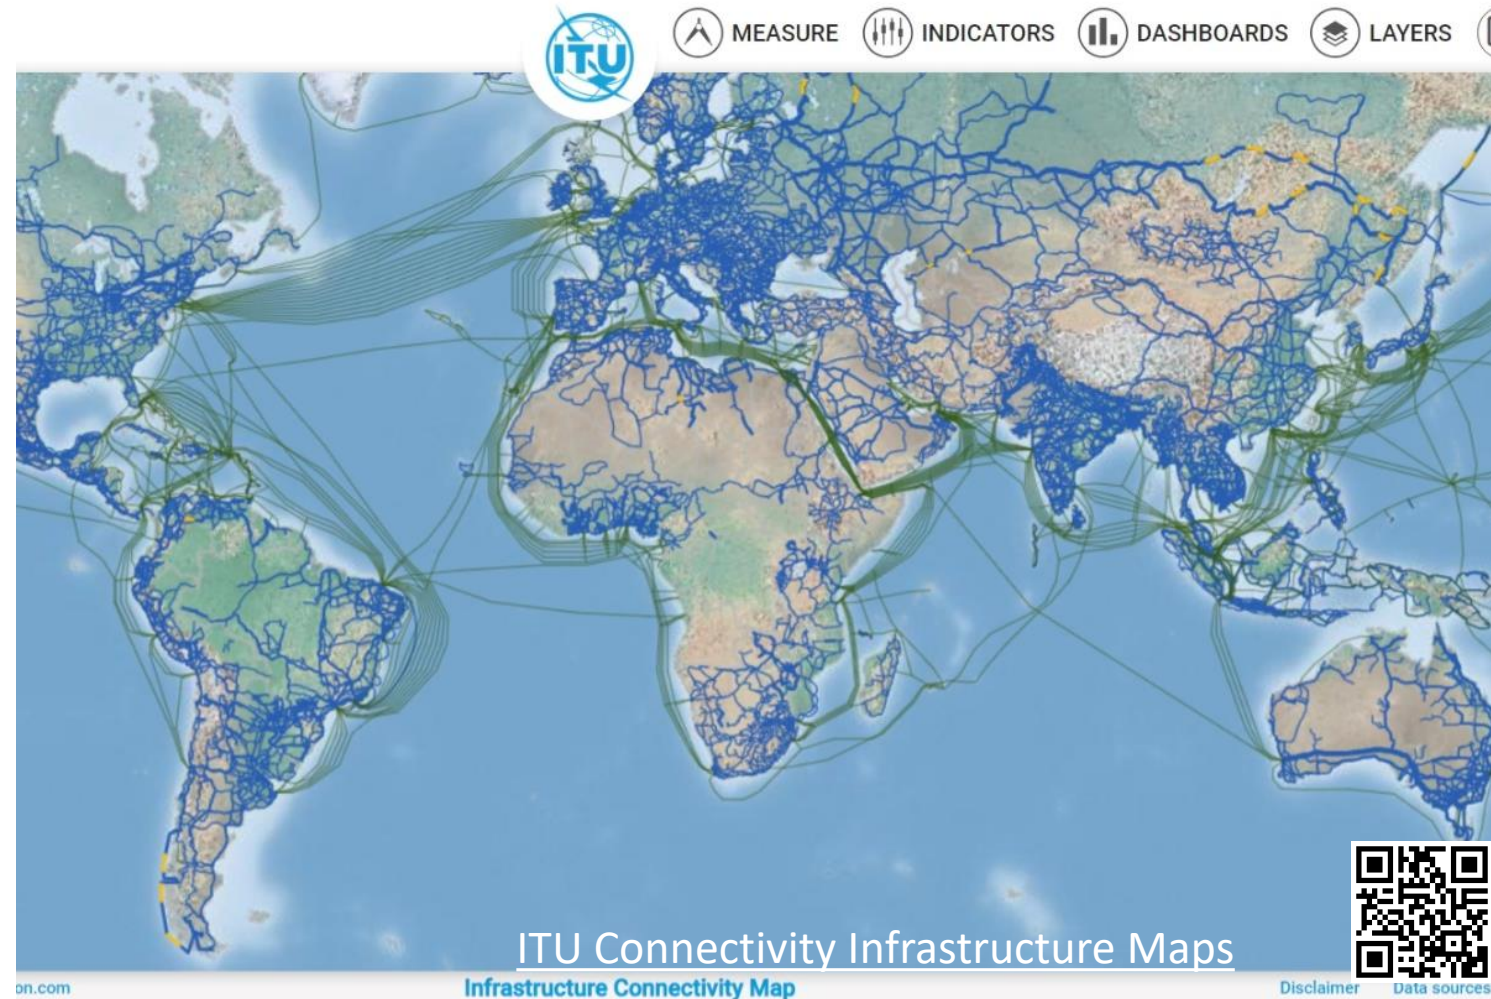 ITU
MEASURE
INDICATORS
DASHBOARDS
LAYERS
ITU Connectivity Infrastructure Maps
on.com
Infrastructure Connectivity Map
Disclaimer
Data sources